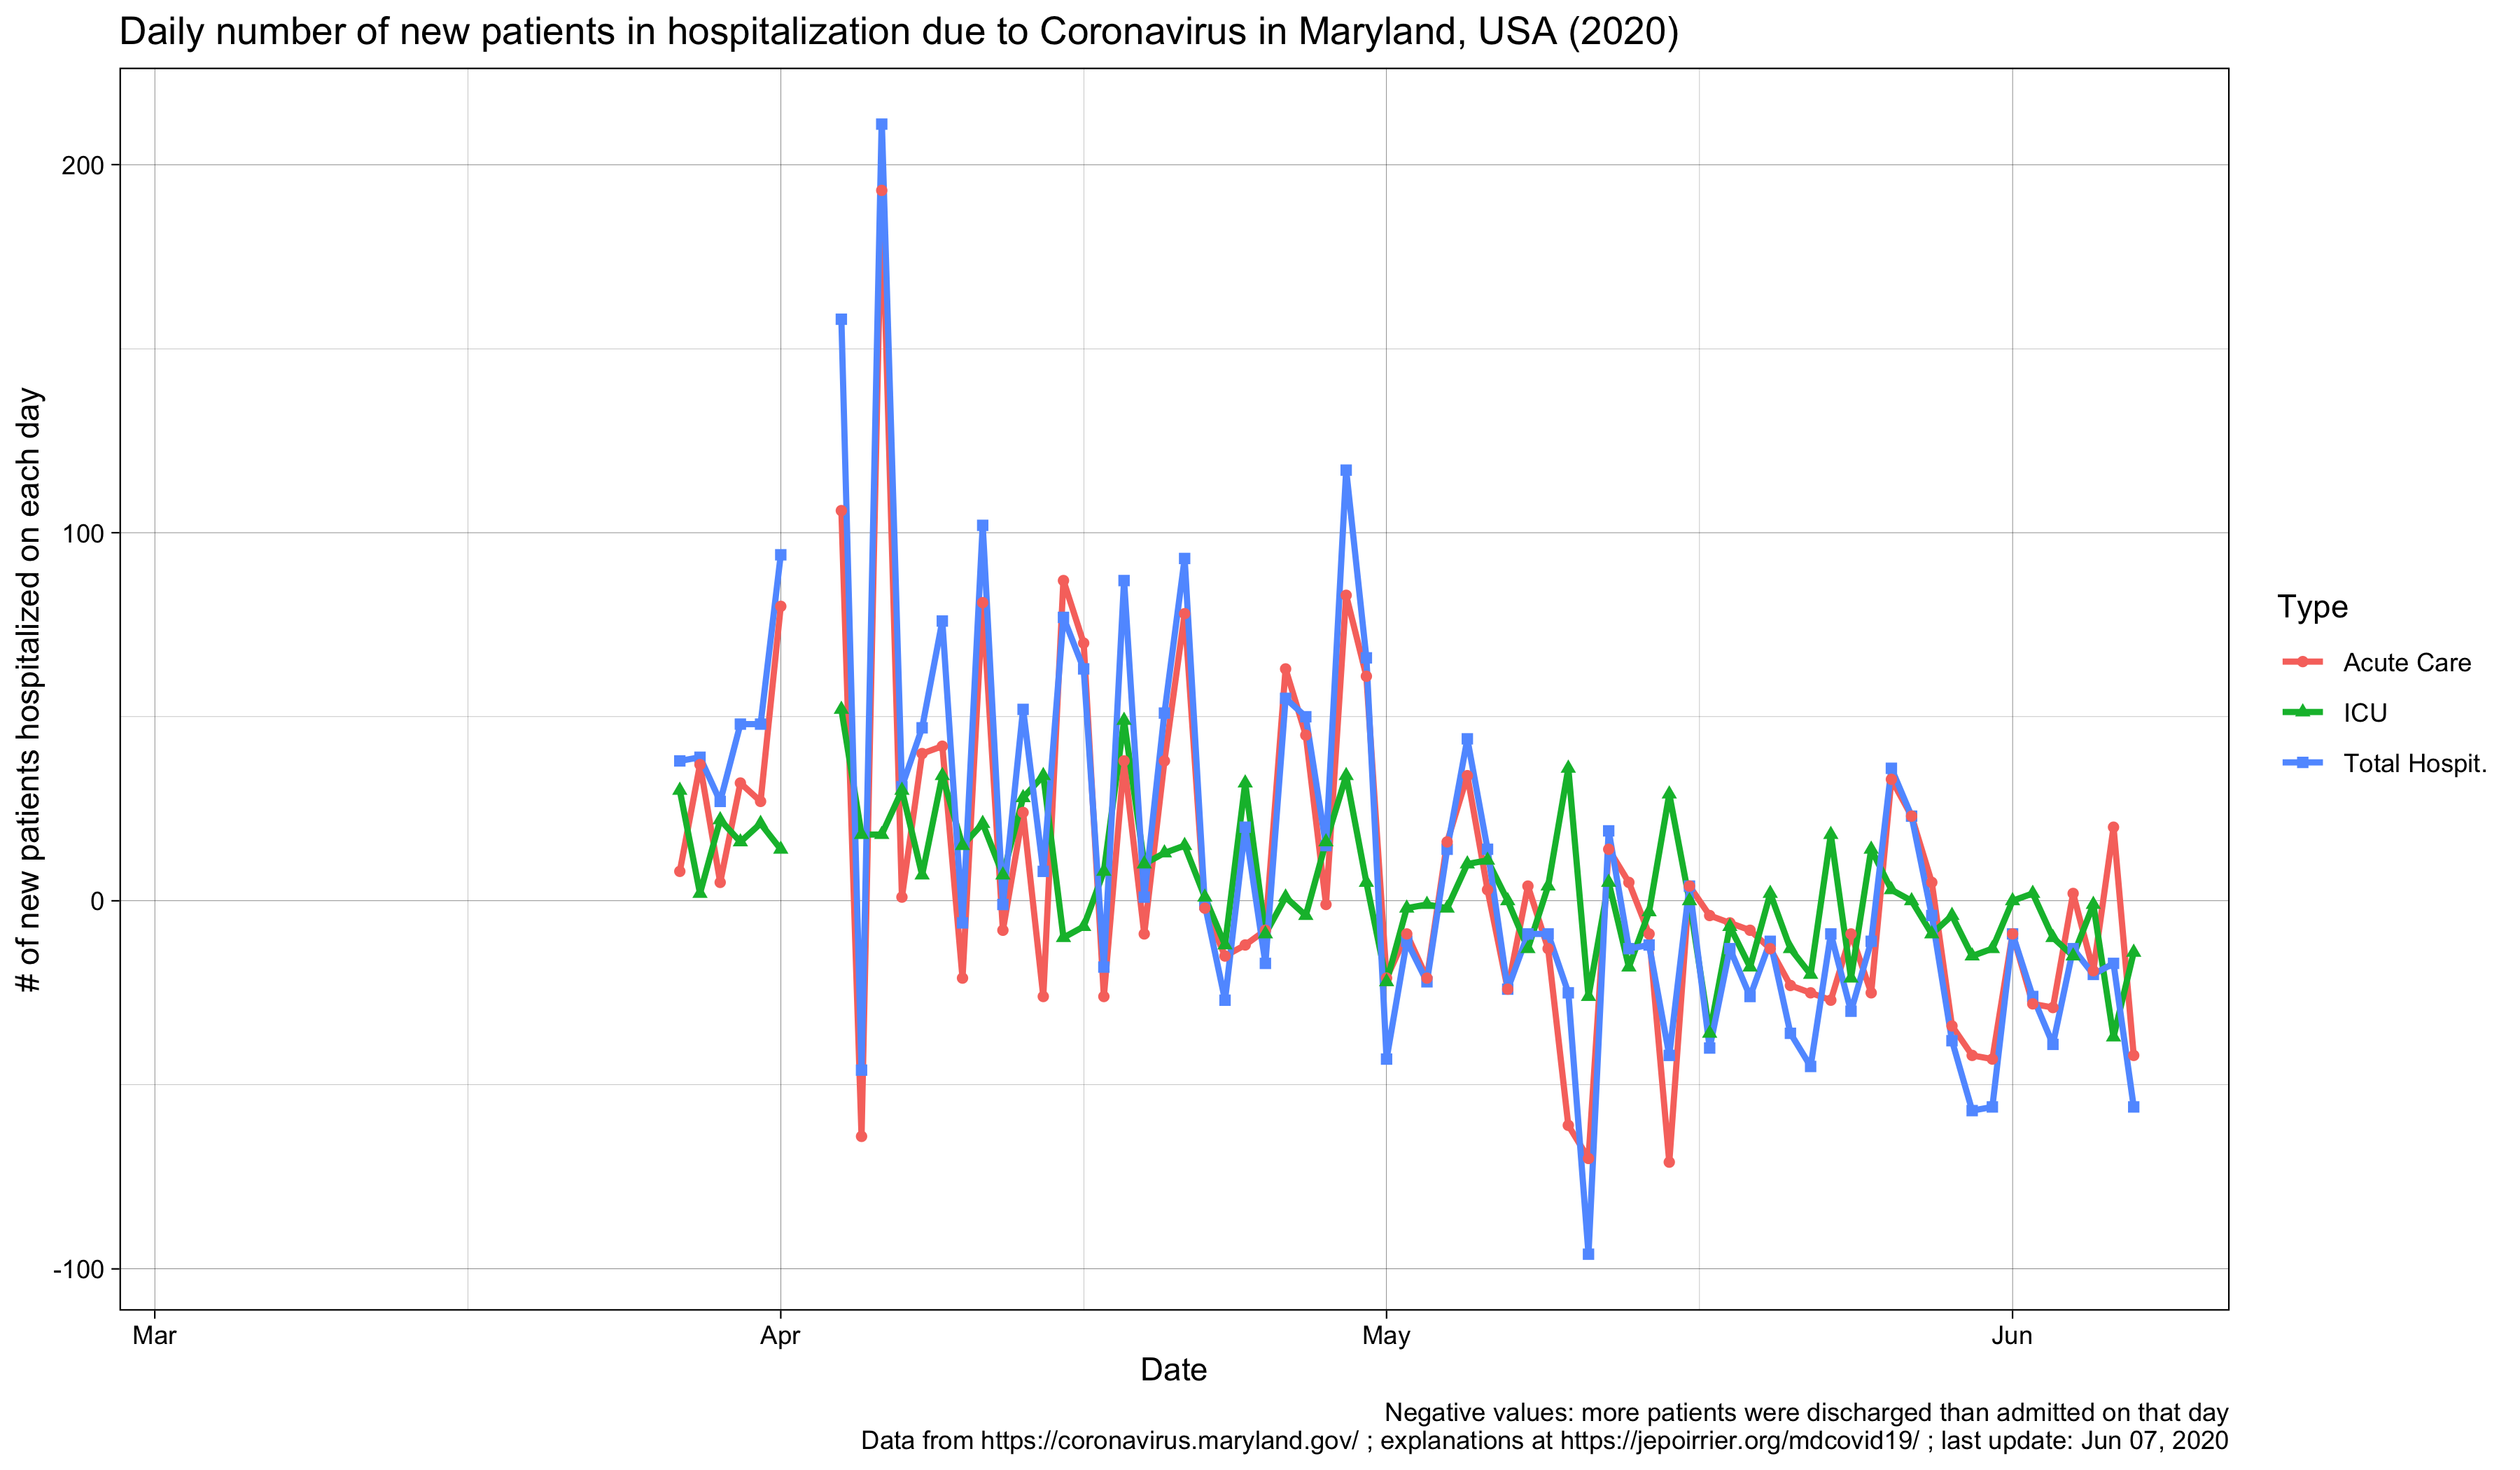 Daily number of new patients in hospitalization due to Coronavirus in Maryland, USA (2020)
# of new patients hospitalized on each day
200
100
0
-100
Mar
Apr
May
Jun
Date
Type
Acute Care
ICU
Total Hospit.
Negative values: more patients were discharged than admitted on that day
Data from https://coronavirus.maryland.gov/ ; explanations at https://jepoirrier.org/mdcovid19/ ; last update: Jun 07, 2020